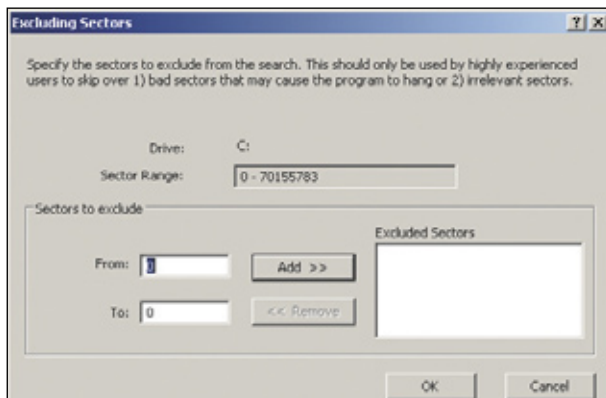 Excluding Sectors
Specify the sectors to exclude from the search. This should only be used by highly experienced
users to skip over 1) bad sectors that may cause the program to hang or 2) irrelevant sectors.
Drive: C:
Sector Range: 0 - 70155783
Sectors to exclude
Excluded Sectors
From: 0 Add >>
To: 0 << Remove
OK Cancel